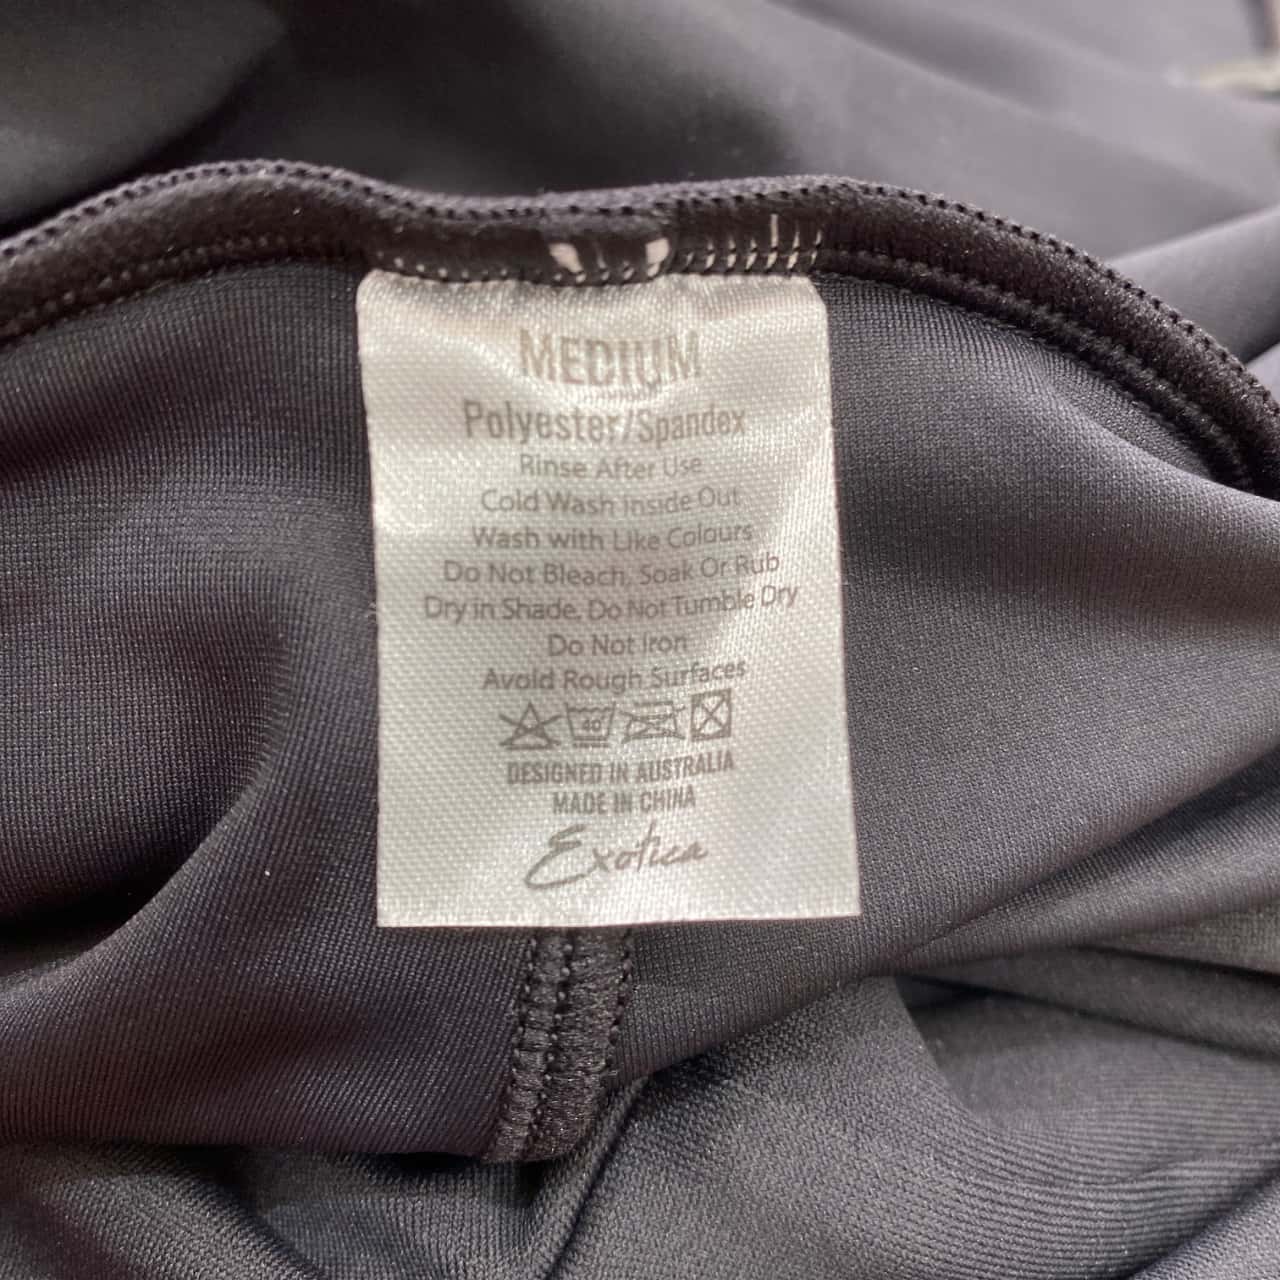 MEDIUM
Polyester/Spandex
Rinse After Use
Cold Wash Inside Out
Wash with Like Colours
Do Not Bleach, Soak Or Rub
Dry in Shade, Do Not Tumble Dry
Do Not Iron
Avoid Rough Surfaces
40
DESIGNED IN AUSTRALIA
MADE IN CHINA
Exotica